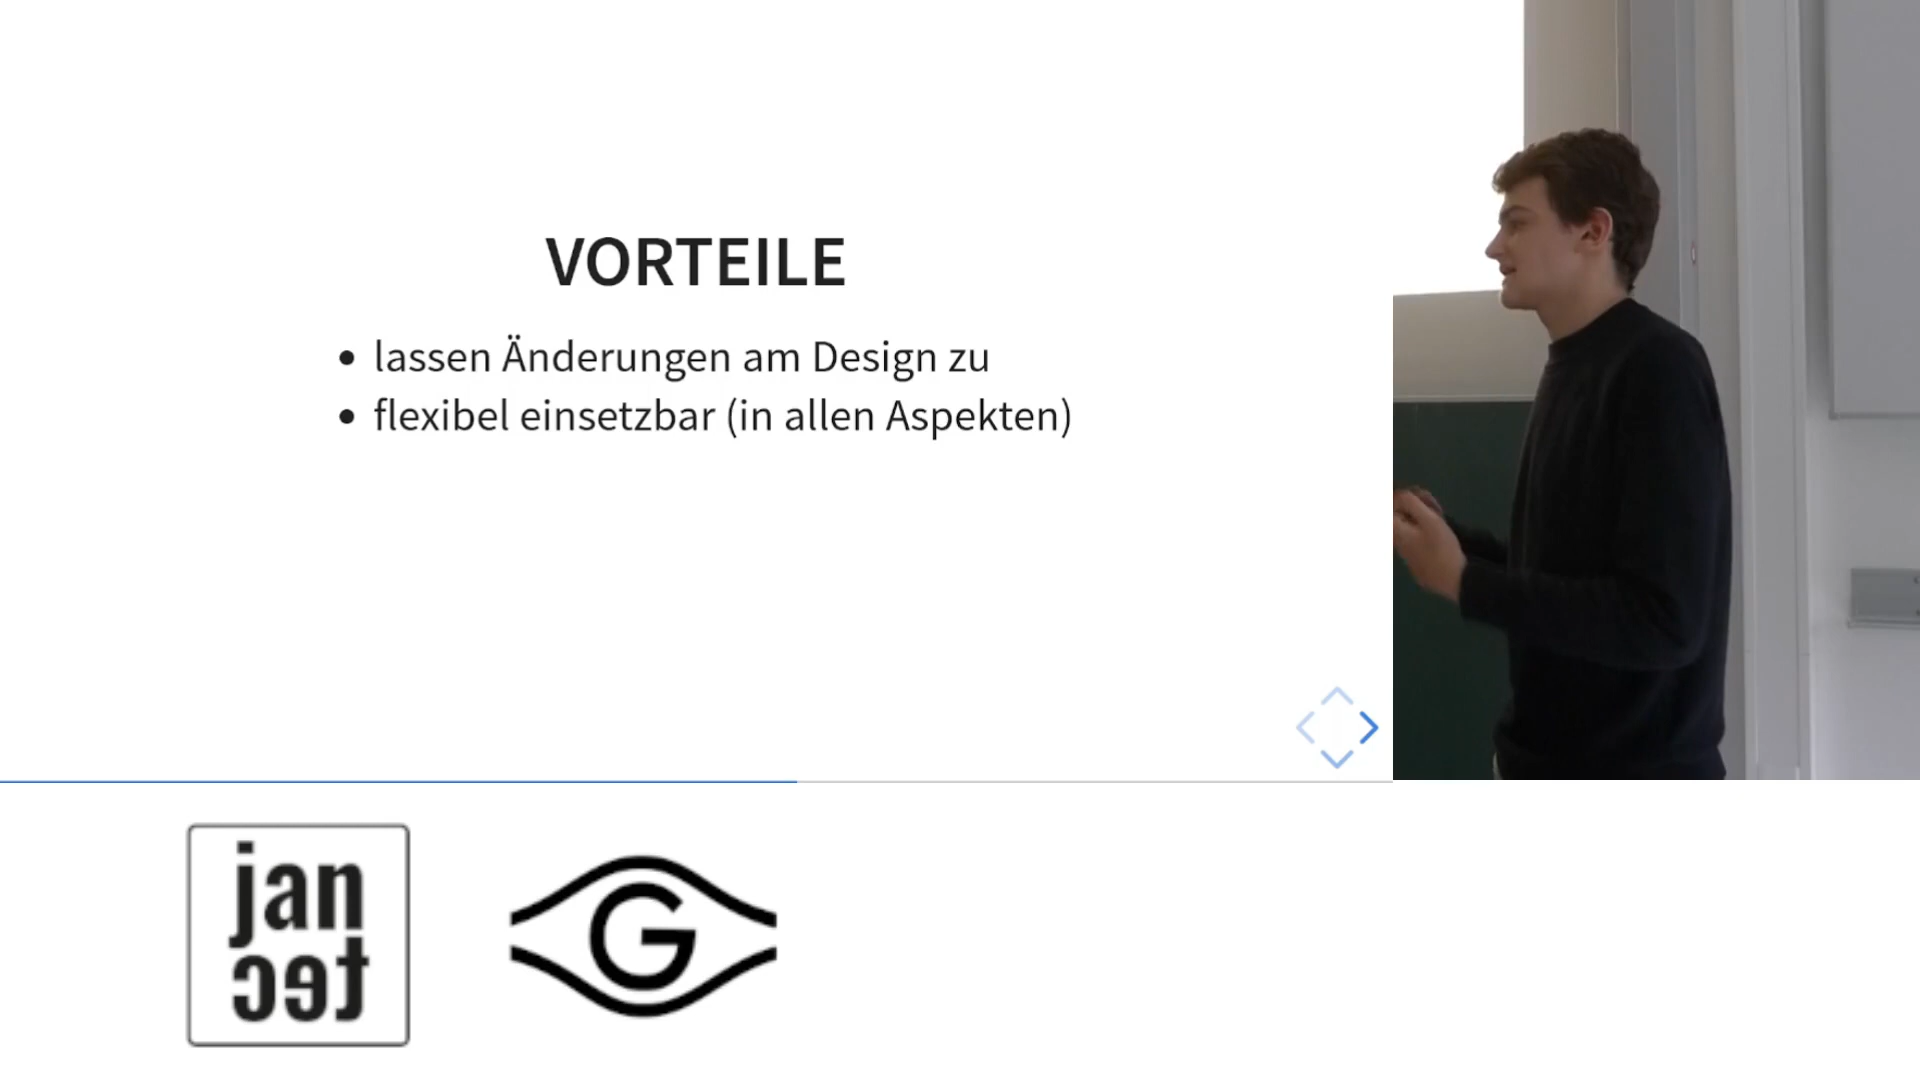 VORTEILE
• lassen Änderungen am Design zu
• flexibel einsetzbar (in allen Aspekten)
jan
tec
G